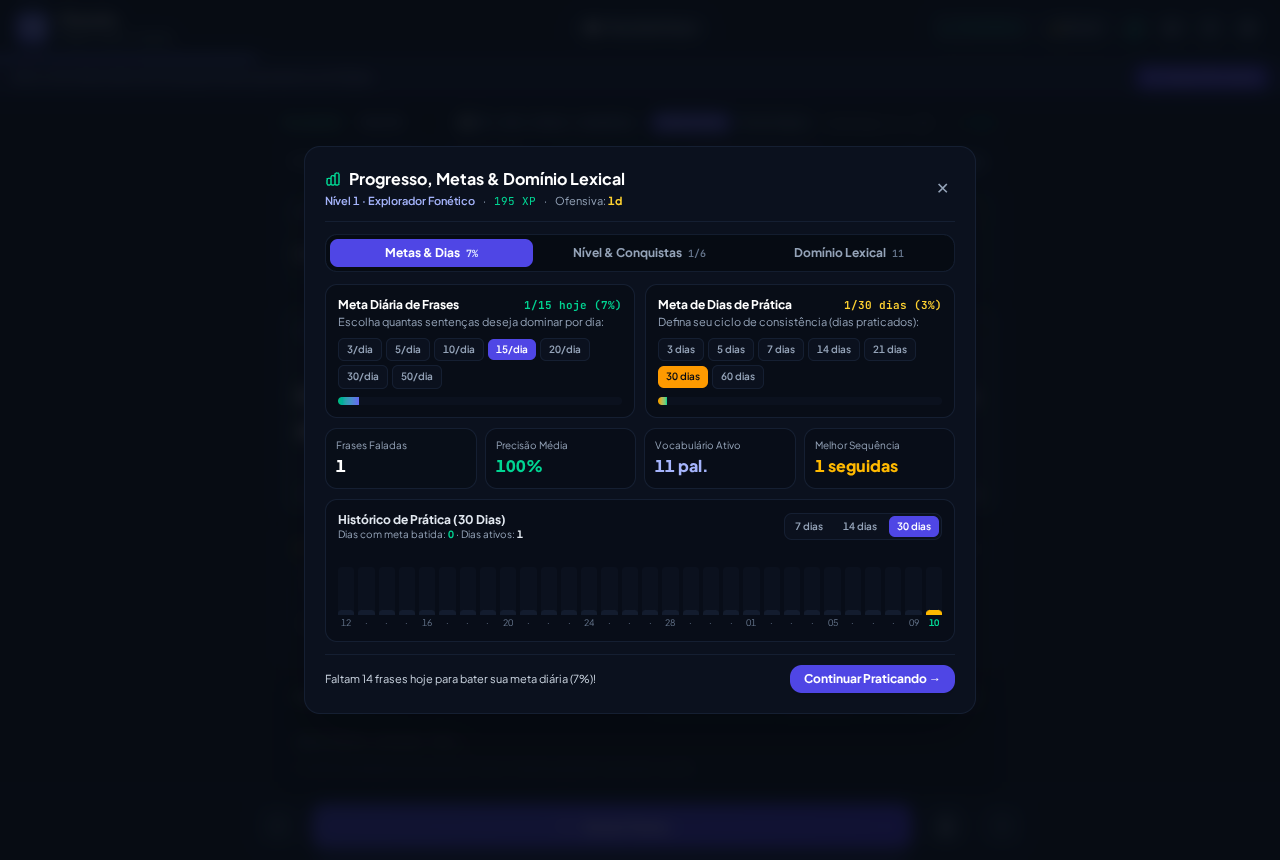 Progresso, Metas & Domínio Lexical
Nível 1 · Explorador Fonético · 195 XP · Ofensiva: 1d
Metas & Dias 7% Nível & Conquistas 1/6 Domínio Lexical 11
Meta Diária de Frases 1/15 hoje (7%)
Escolha quantas sentenças deseja dominar por dia:
3/dia 5/dia 10/dia 15/dia 20/dia
30/dia 50/dia
Meta de Dias de Prática 1/30 dias (3%)
Defina seu ciclo de consistência (dias praticados):
3 dias 5 dias 7 dias 14 dias 21 dias
30 dias 60 dias
Frases Faladas
1
Precisão Média
100%
Vocabulário Ativo
11 pal.
Melhor Sequência
1 seguidas
Histórico de Prática (30 Dias)
Dias com meta batida: 0 · Dias ativos: 1
7 dias 14 dias 30 dias
12 · · · 16 · · · 20 · · · 24 · · · 28 · · · 01 · · · 05 · · · 09 10
Faltam 14 frases hoje para bater sua meta diária (7%)!
Continuar Praticando →